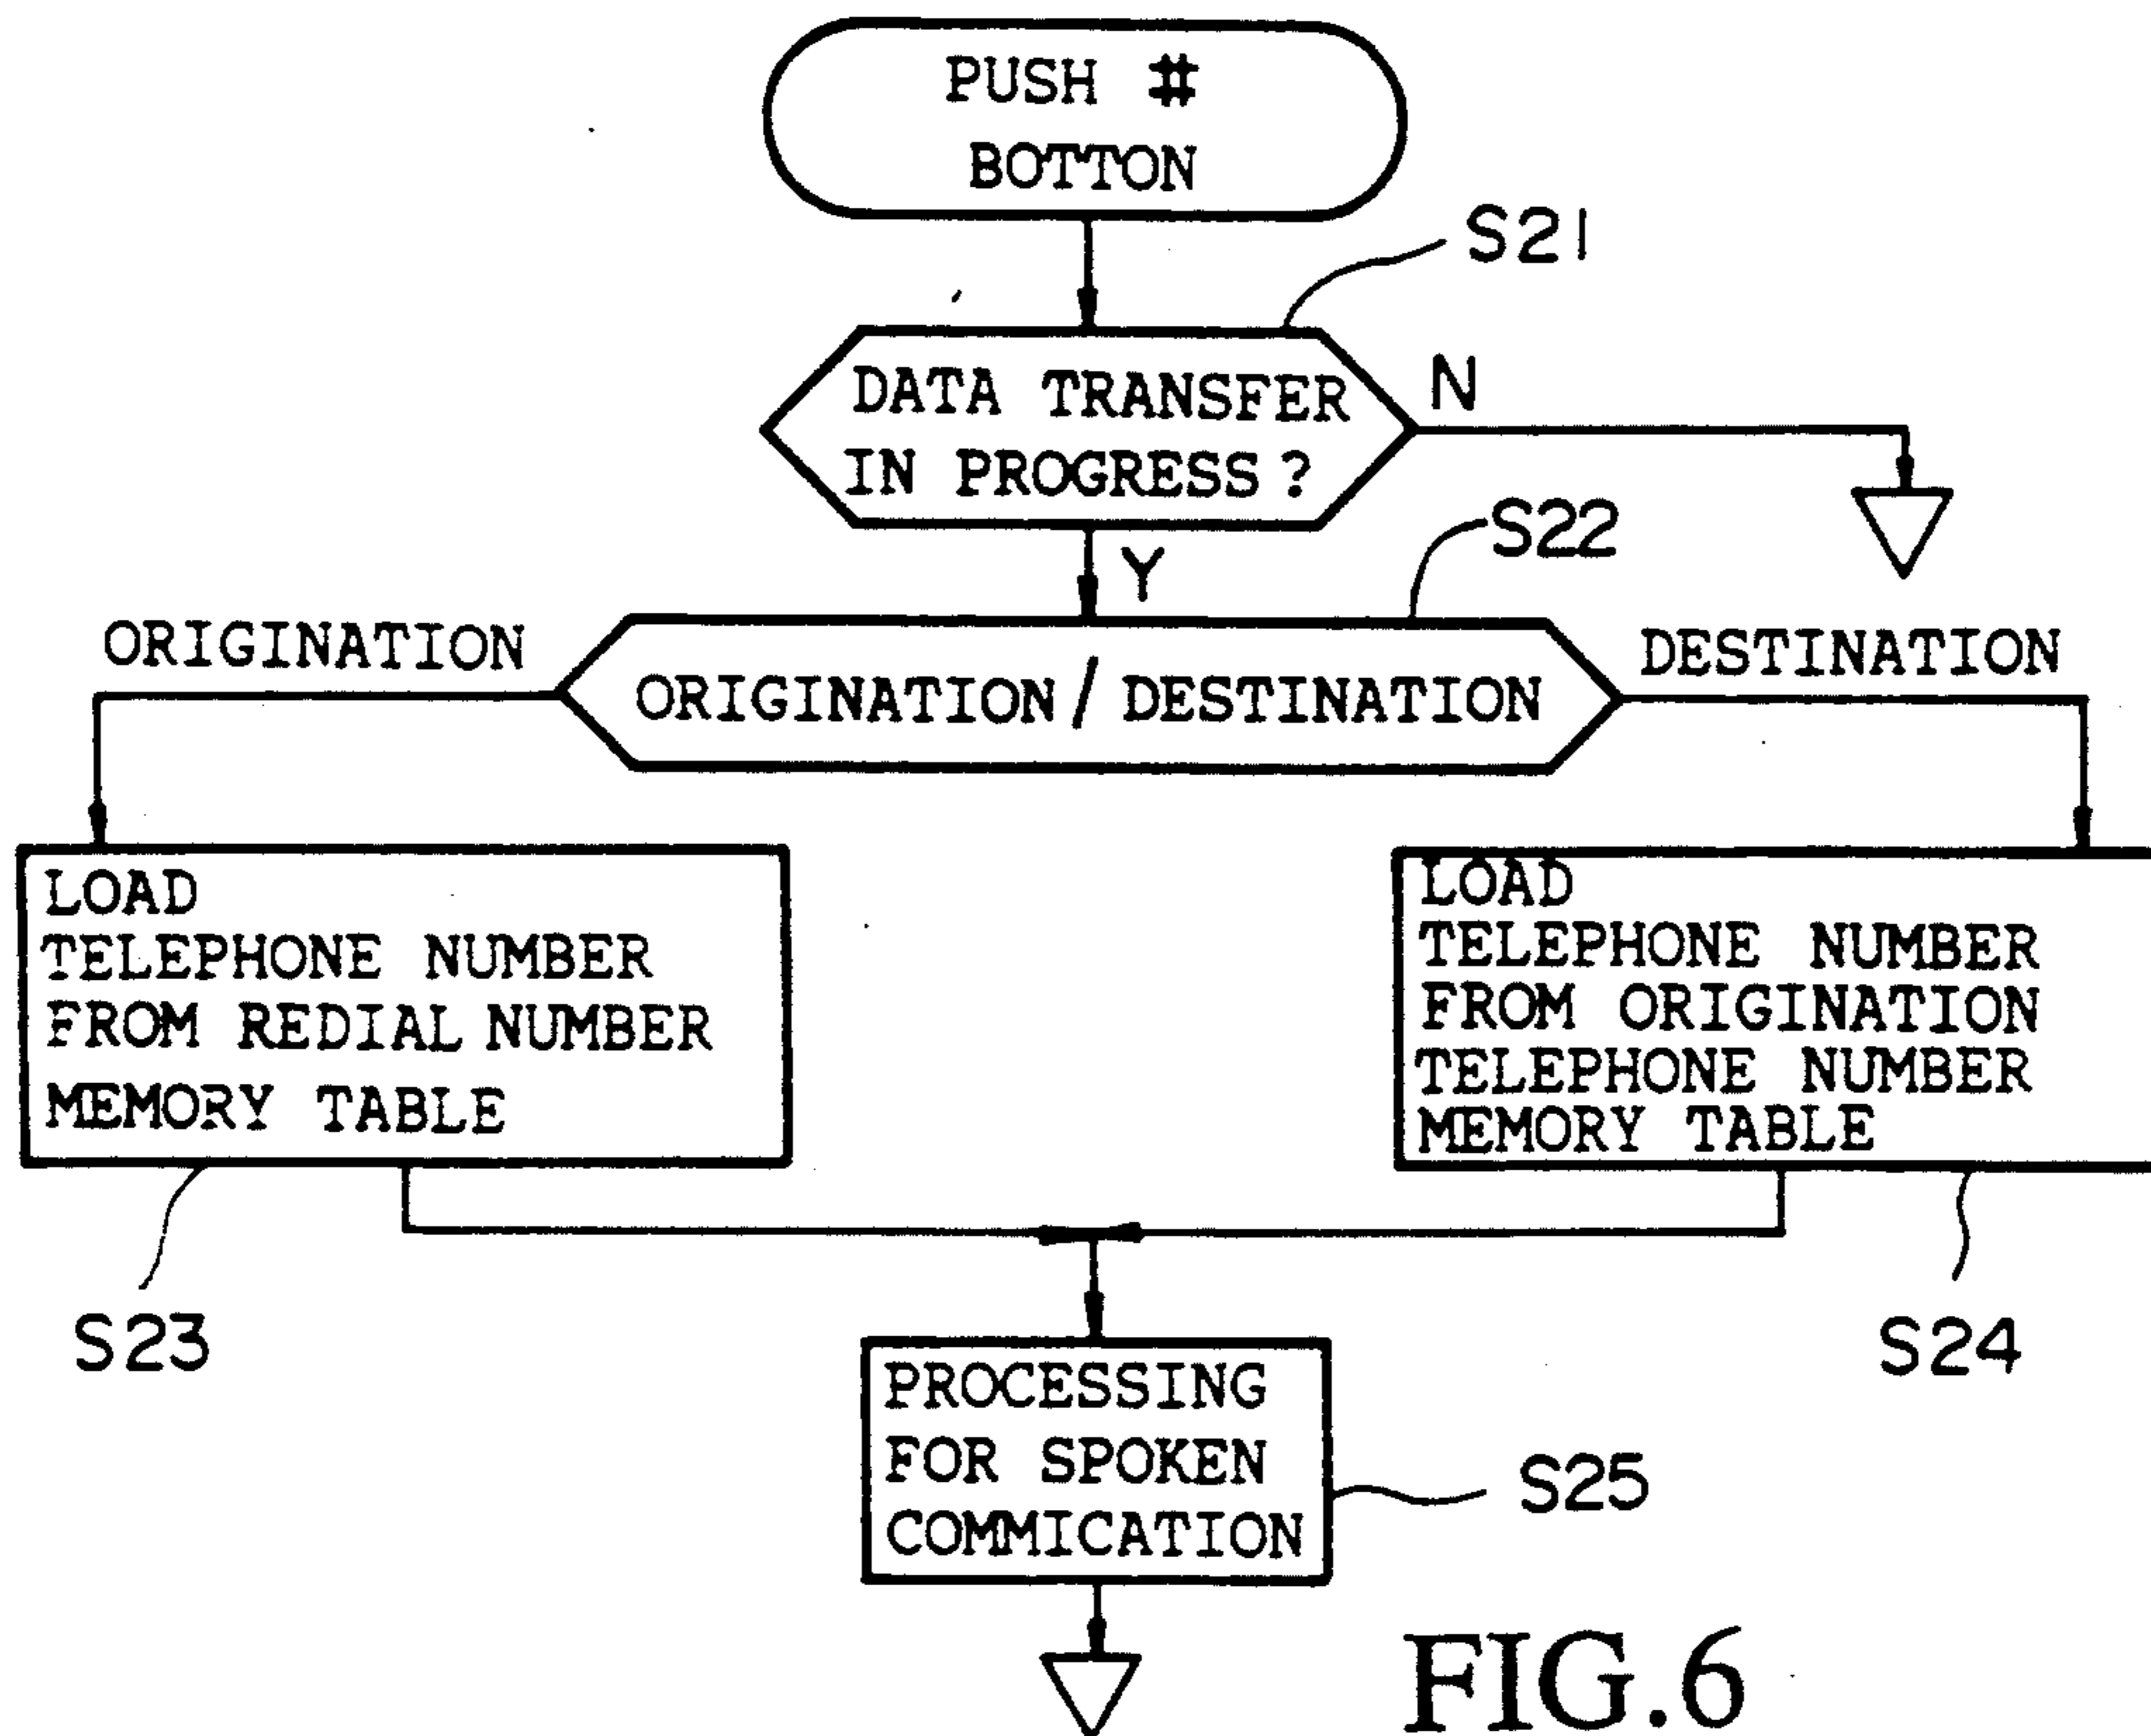 PUSH #
BOTTON
S21
DATA TRANSFER
IN PROGRESS ?
N
Y
S22
ORIGINATION
ORIGINATION / DESTINATION
DESTINATION
LOAD
TELEPHONE NUMBER
FROM REDIAL NUMBER
MEMORY TABLE
S23
LOAD
TELEPHONE NUMBER
FROM ORIGINATION
TELEPHONE NUMBER
MEMORY TABLE
S24
PROCESSING
FOR SPOKEN
COMMICATION
S25
FIG.6